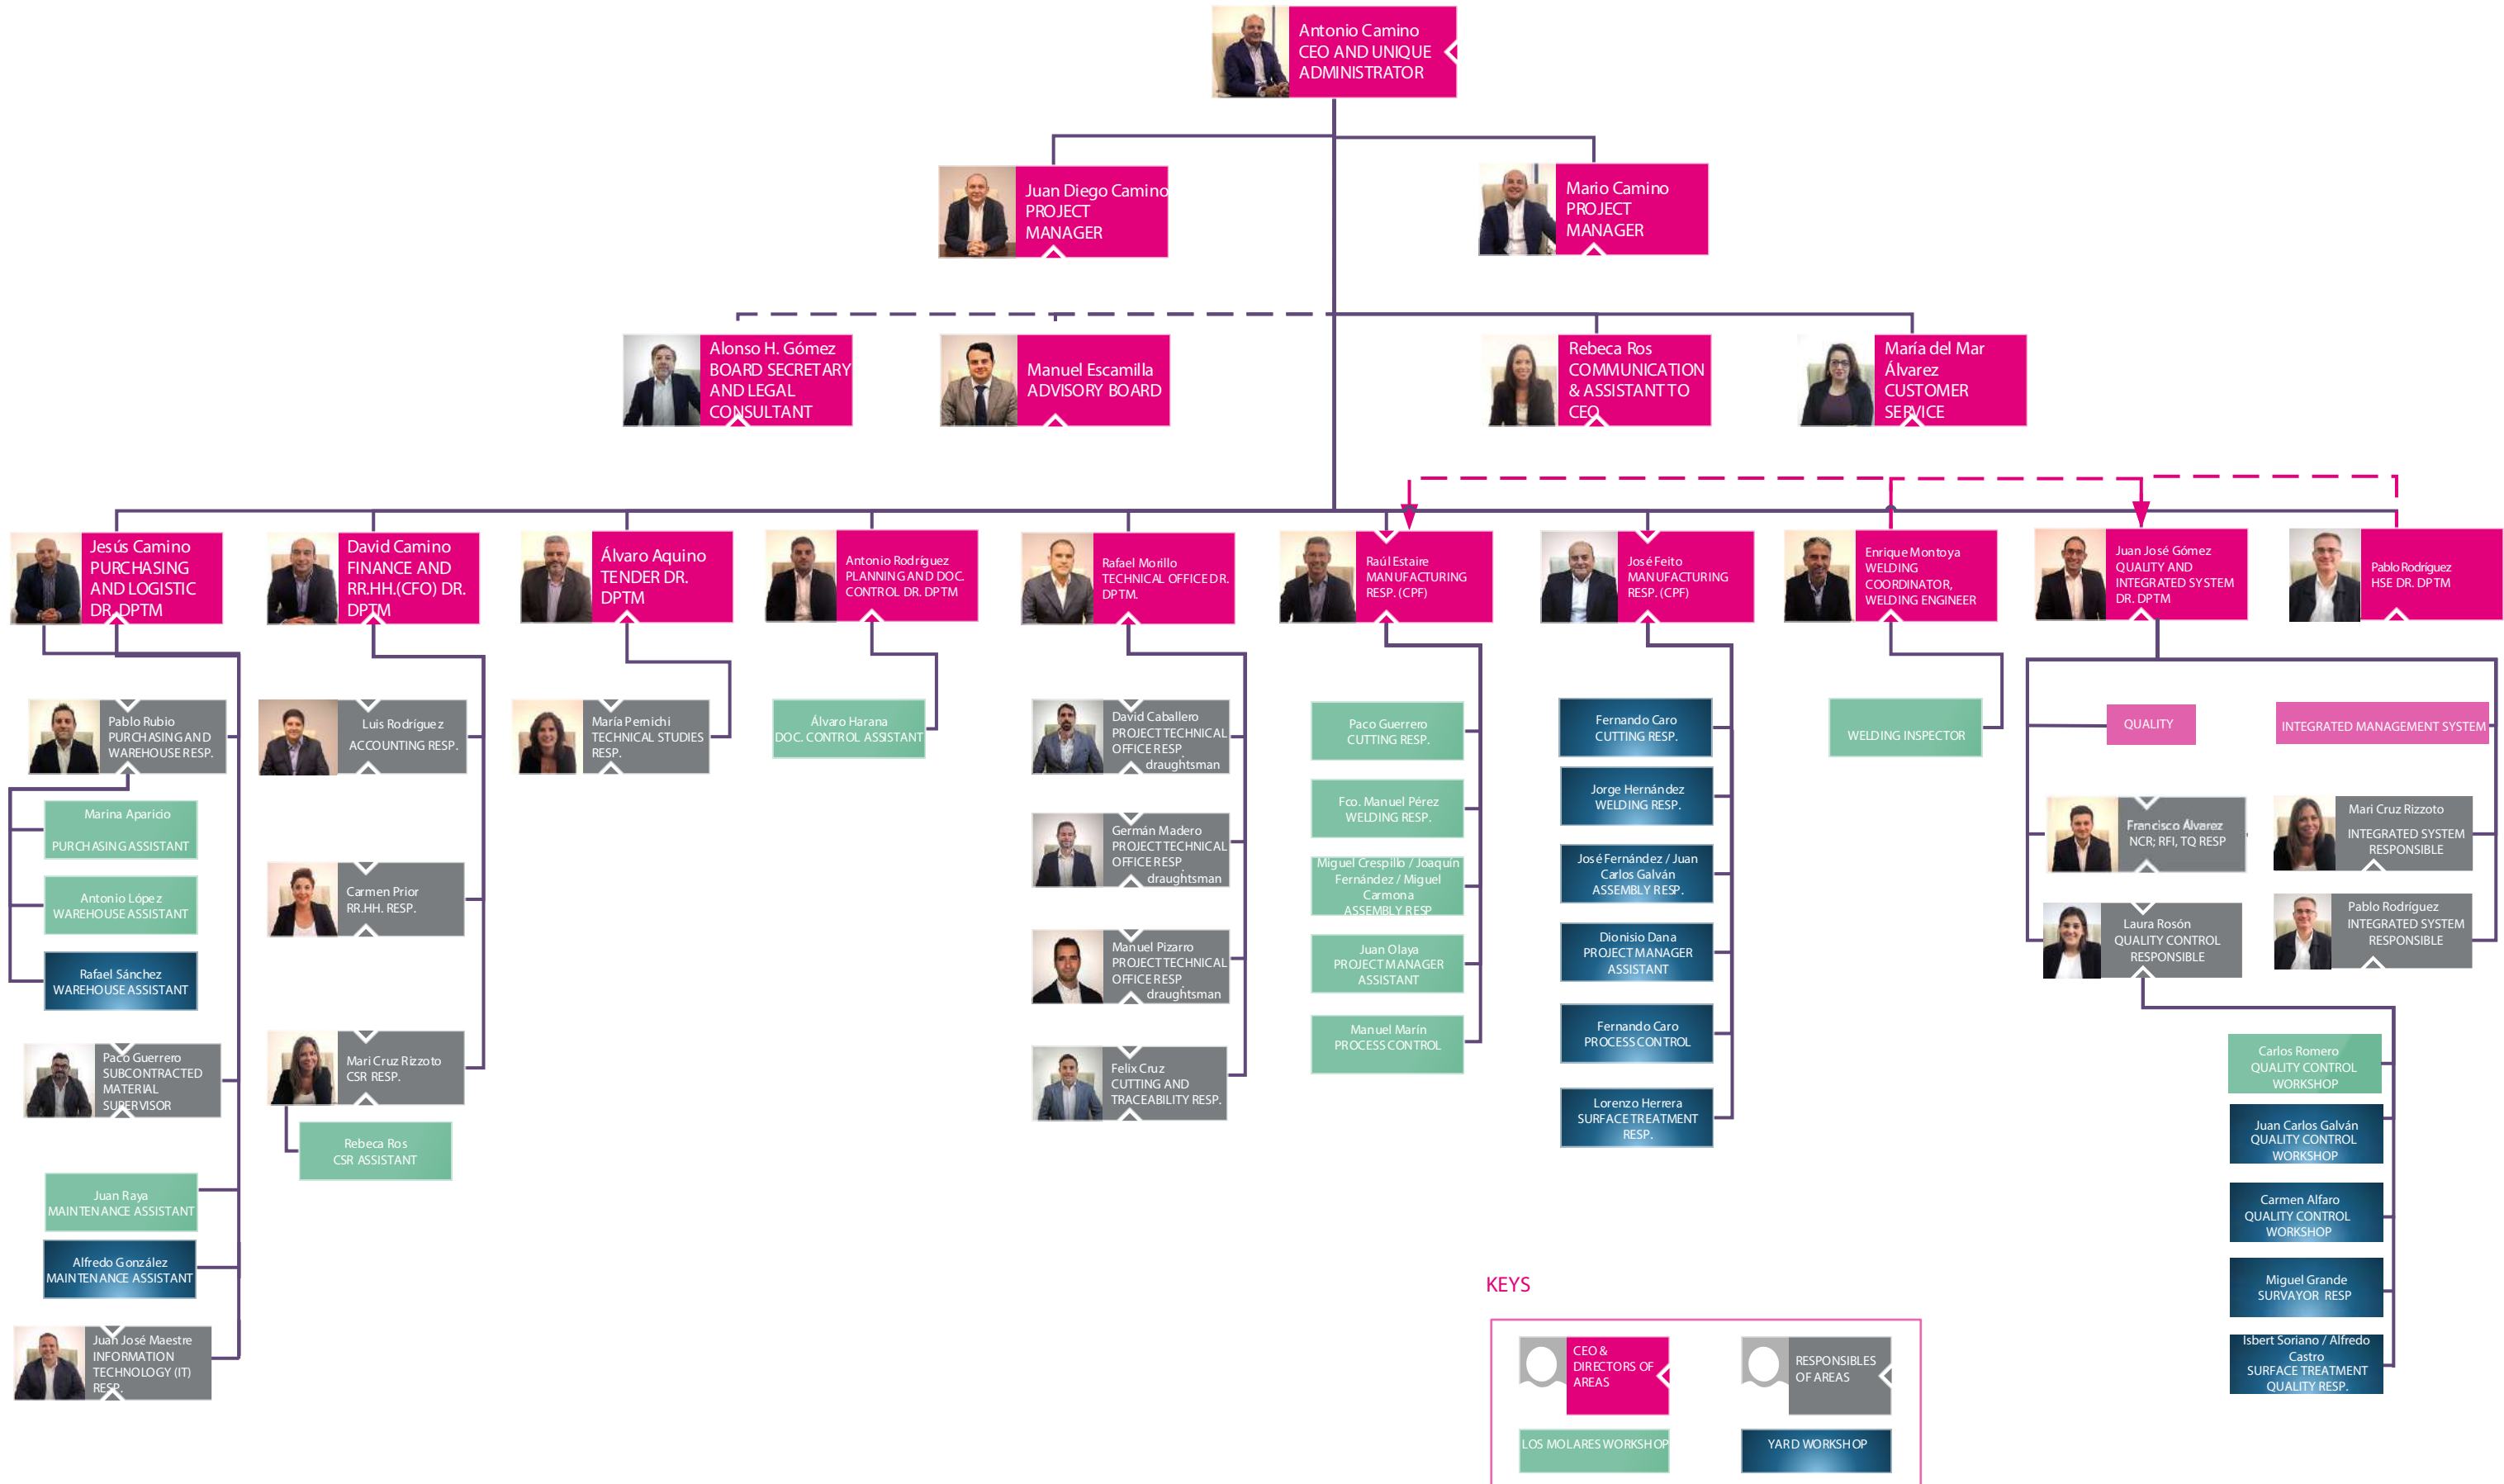 Antonio Camino
CEO AND UNIQUE
ADMINISTRATOR
Juan Diego Camino
PROJECT
MANAGER
Mario Camino
PROJECT
MANAGER
Alonso H. Gómez
BOARD SECRETARY
AND LEGAL
CONSULTANT
Manuel Escamilla
ADVISORY BOARD
Rebeca Ros
COMMUNICATION
& ASSISTANT TO
CEO
María del Mar
Álvarez
CUSTOMER
SERVICE
Jesús Camino
PURCHASING
AND LOGISTIC
DR. DPTM
David Camino
FINANCE AND
RR.HH.(CFO) DR.
DPTM
Álvaro Aquino
TENDER DR.
DPTM
Antonio Rodríguez
PLANNING AND DOC.
CONTROL DR. DPTM
Rafael Morillo
TECHNICAL OFFICE DR.
DPTM.
Raúl Estaire
MANUFACTURING
RESP. (CPF)
José Feito
MANUFACTURING
RESP. (CPF)
Enrique Montoya
WELDING
COORDINATOR,
WELDING ENGINEER
Juan José Gómez
QUALITY AND
INTEGRATED SYSTEM
DR. DPTM
Pablo Rodríguez
HSE DR. DPTM
Pablo Rubio
PURCHASING AND
WAREHOUSE RESP.
Marina Aparicio
PURCHASING ASSISTANT
Antonio López
WAREHOUSE ASSISTANT
Rafael Sánchez
WAREHOUSE ASSISTANT
Paco Guerrero
SUBCONTRACTED
MATERIAL
SUPERVISOR
Juan Raya
MAINTENANCE ASSISTANT
Alfredo González
MAINTENANCE ASSISTANT
Juan José Maestre
INFORMATION
TECHNOLOGY (IT)
RESP.
Luis Rodríguez
ACCOUNTING RESP.
Carmen Prior
RR.HH. RESP.
Mari Cruz Rizzoto
CSR RESP.
Rebeca Ros
CSR ASSISTANT
María Pernichi
TECHNICAL STUDIES
RESP.
Álvaro Harana
DOC. CONTROL ASSISTANT
David Caballero
PROJECT TECHNICAL
OFFICE RESP
draughtsman
Germán Madero
PROJECT TECHNICAL
OFFICE RESP
draughtsman
Manuel Pizarro
PROJECT TECHNICAL
OFFICE RESP.
draughtsman
Felix Cruz
CUTTING AND
TRACEABILITY RESP.
Paco Guerrero
CUTTING RESP.
Fco. Manuel Pérez
WELDING RESP.
Miguel Crespillo / Joaquín
Fernández / Miguel
Carmona
ASSEMBLY RESP
Juan Olaya
PROJECT MANAGER
ASSISTANT
Manuel Marín
PROCESS CONTROL
Fernando Caro
CUTTING RESP.
Jorge Hernández
WELDING RESP.
José Fernández / Juan
Carlos Galván
ASSEMBLY RESP.
Dionisio Dana
PROJECT MANAGER
ASSISTANT
Fernando Caro
PROCESS CONTROL
Lorenzo Herrera
SURFACE TREATMENT
RESP.
WELDING INSPECTOR
QUALITY
INTEGRATED MANAGEMENT SYSTEM
Francisco Álvarez
NCR; RFI, TQ RESP
Mari Cruz Rizzoto
INTEGRATED SYSTEM
RESPONSIBLE
Laura Rosón
QUALITY CONTROL
RESPONSIBLE
Pablo Rodríguez
INTEGRATED SYSTEM
RESPONSIBLE
Carlos Romero
QUALITY CONTROL
WORKSHOP
Juan Carlos Galván
QUALITY CONTROL
WORKSHOP
Carmen Alfaro
QUALITY CONTROL
WORKSHOP
Miguel Grande
SURVAYOR RESP
Isbert Soriano / Alfredo
Castro
SURFACE TREATMENT
QUALITY RESP.
KEYS
CEO &
DIRECTORS OF
AREAS
RESPONSIBLES
OF AREAS
LOS MOLARES WORKSHOP
YARD WORKSHOP